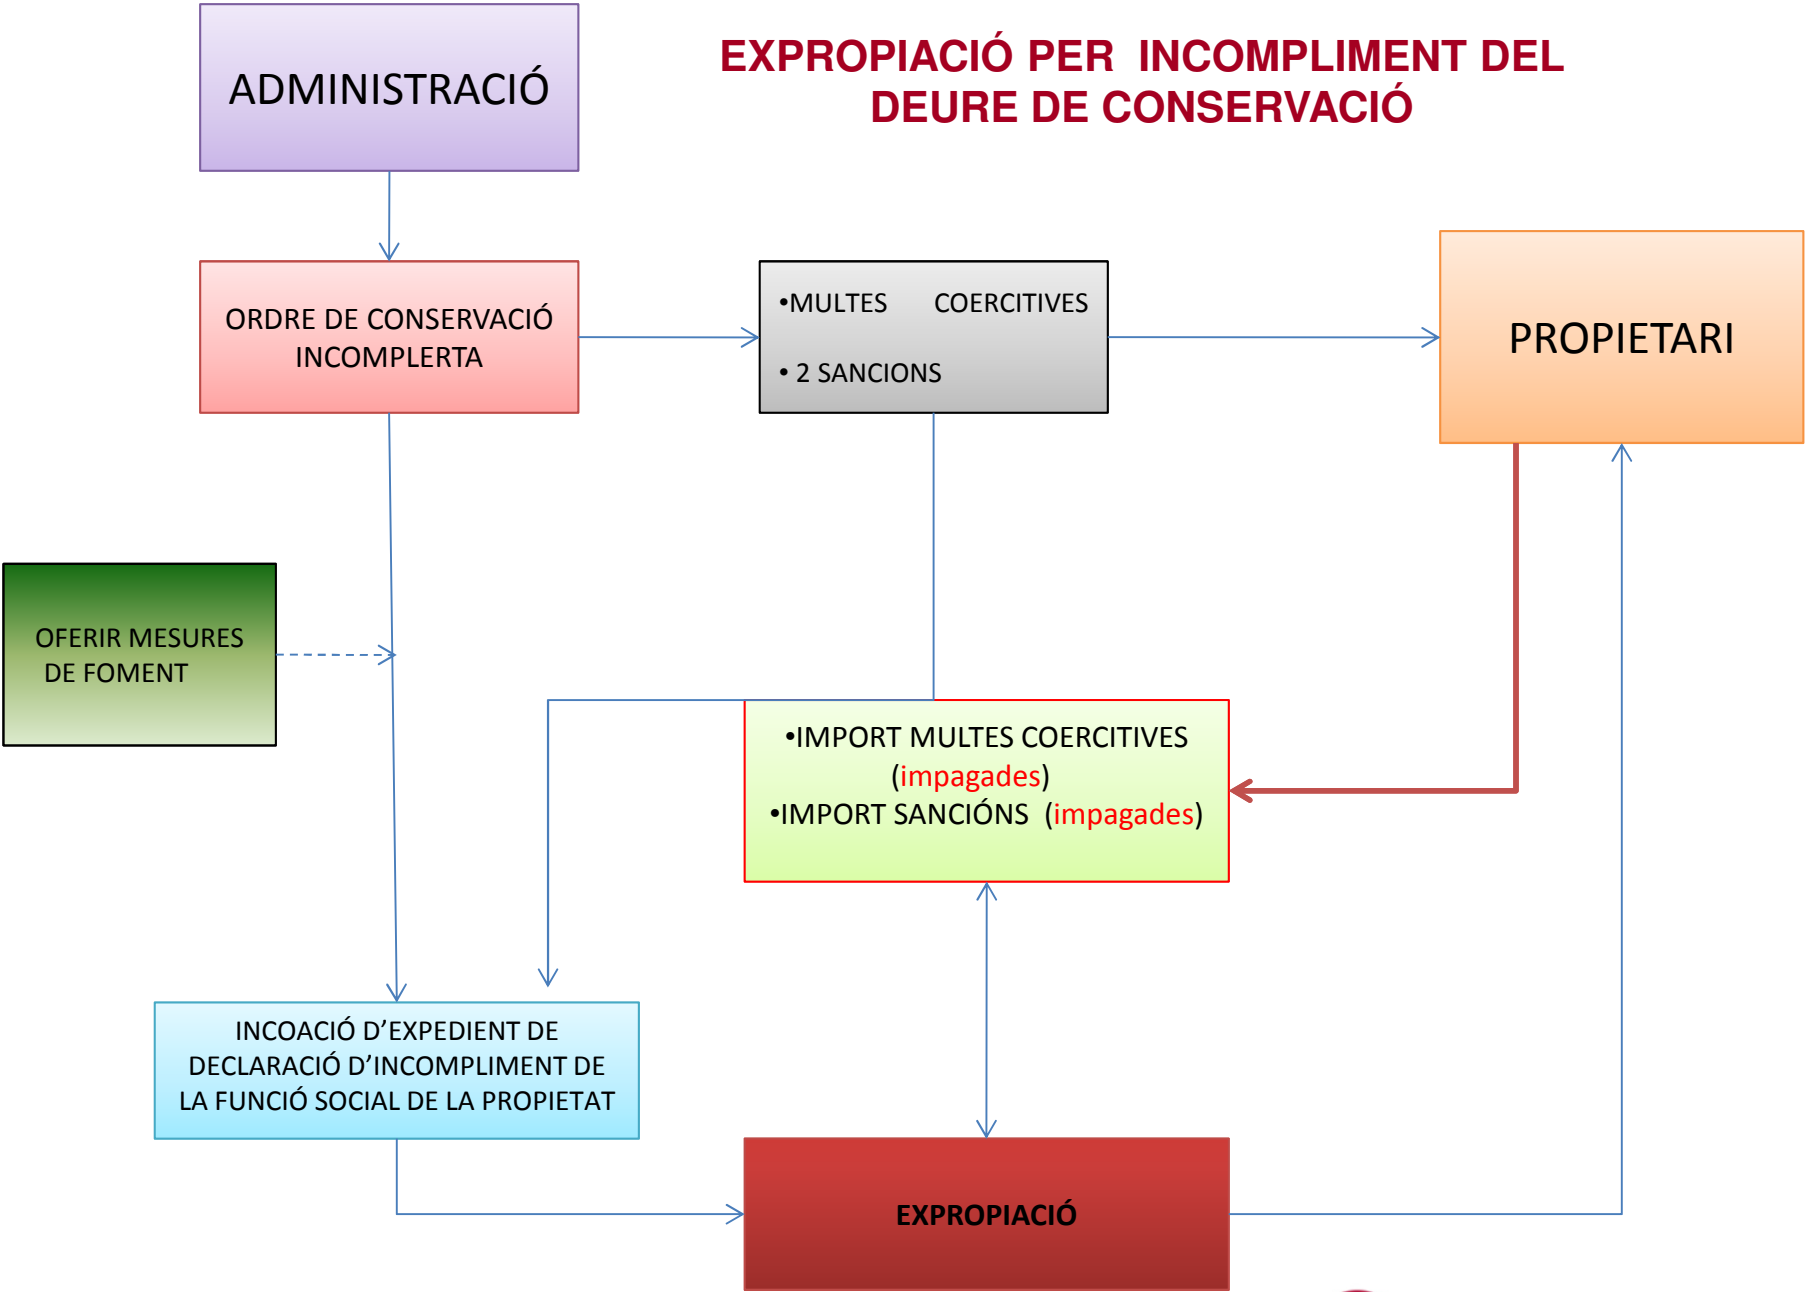 ADMINISTRACIÓ
EXPROPIACIÓ PER INCOMPLIMENT DEL
DEURE DE CONSERVACIÓ
ORDRE DE CONSERVACIÓ
INCOMPLERTA
•MULTES COERCITIVES
• 2 SANCIONS
PROPIETARI
OFERIR MESURES
DE FOMENT
•IMPORT MULTES COERCITIVES
(impagades)
•IMPORT SANCIÓNS (impagades)
INCOACIÓ D’EXPEDIENT DE
DECLARACIÓ D’INCOMPLIMENT DE
LA FUNCIÓ SOCIAL DE LA PROPIETAT
EXPROPIACIÓ